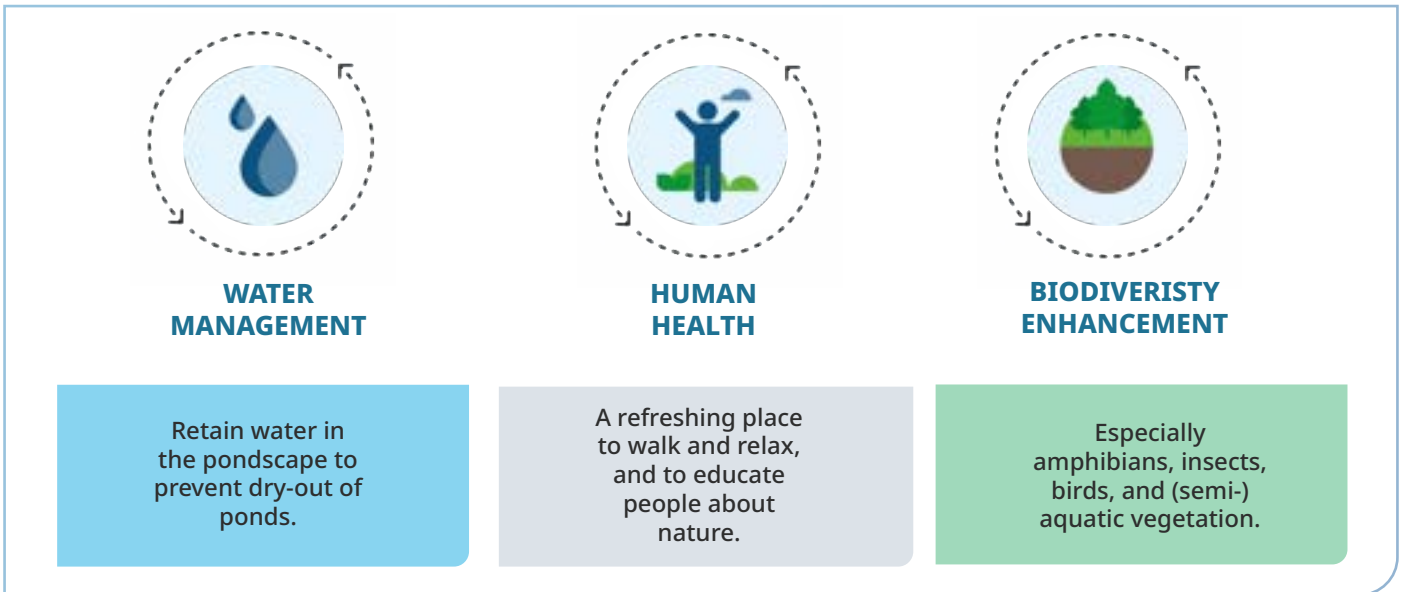 WATER
MANAGEMENT
Retain water in
the pondscape to
prevent dry-out of
ponds.
HUMAN
HEALTH
A refreshing place
to walk and relax,
and to educate
people about
nature.
BIODIVERISTY
ENHANCEMENT
Especially
amphibians, insects,
birds, and (semi-)
aquatic vegetation.